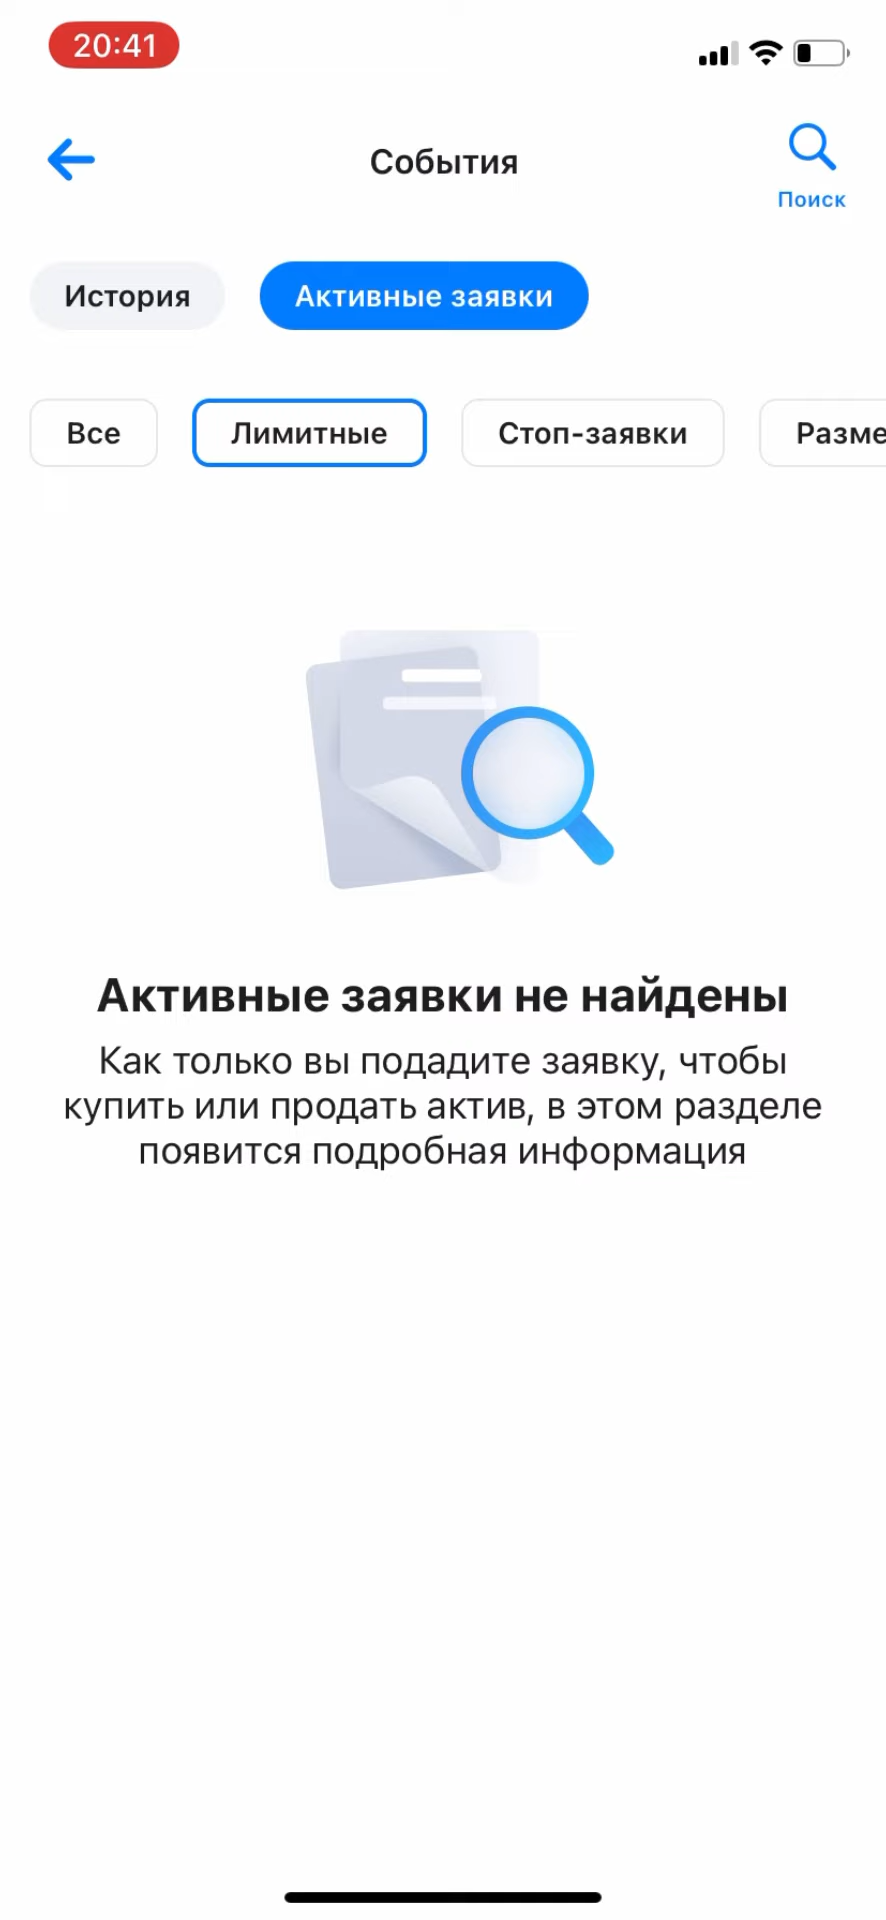 20:41
События
Поиск
История
Активные заявки
Все
Лимитные
Стоп-заявки
Разме
Активные заявки не найдены
Как только вы подадите заявку, чтобы
купить или продать актив, в этом разделе
появится подробная информация